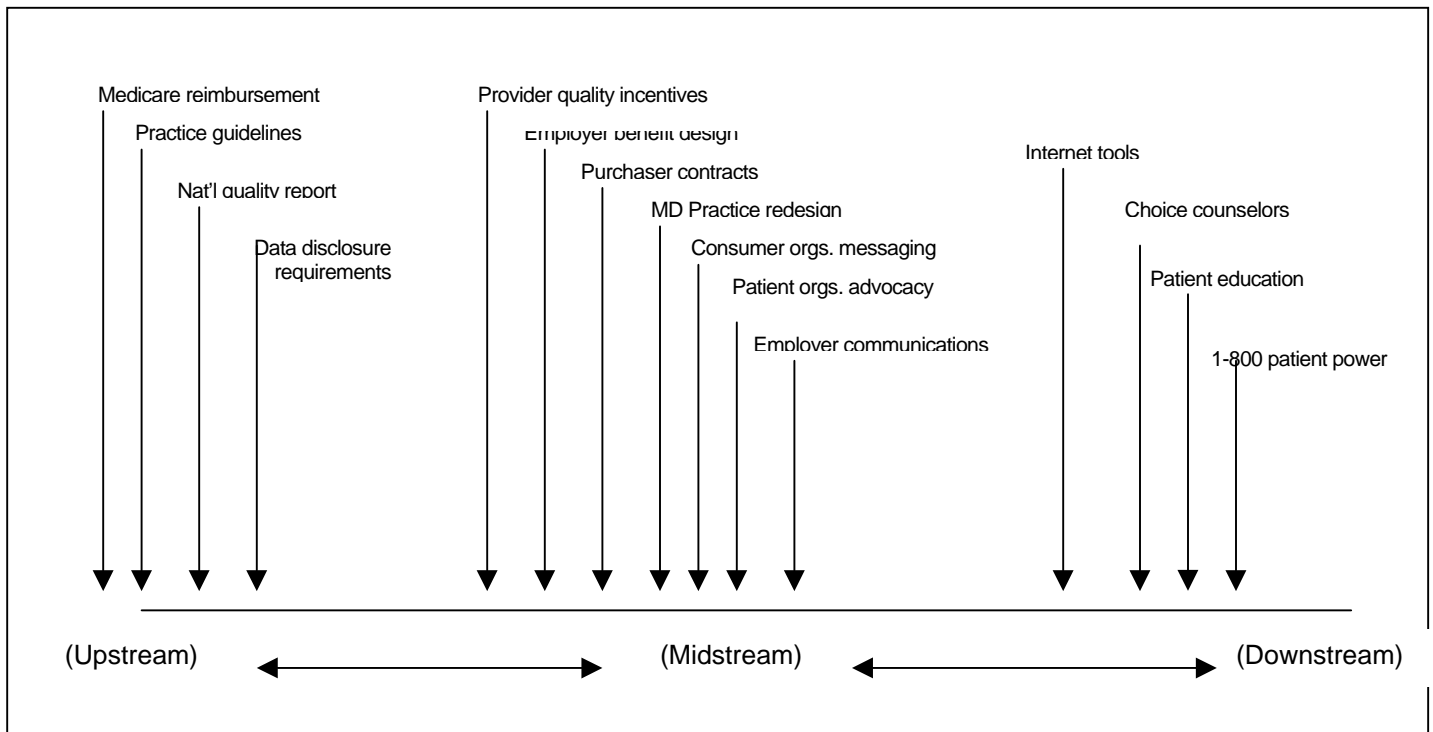 Medicare reimbursement
Practice guidelines
Nat'l quality report
Data disclosure
requirements
Provider quality incentives
Employer benefit design
Purchaser contracts
MD Practice redesign
Consumer orgs. messaging
Patient orgs. advocacy
Employer communications
Internet tools
Choice counselors
Patient education
1-800 patient power
(Upstream)
(Midstream)
(Downstream)